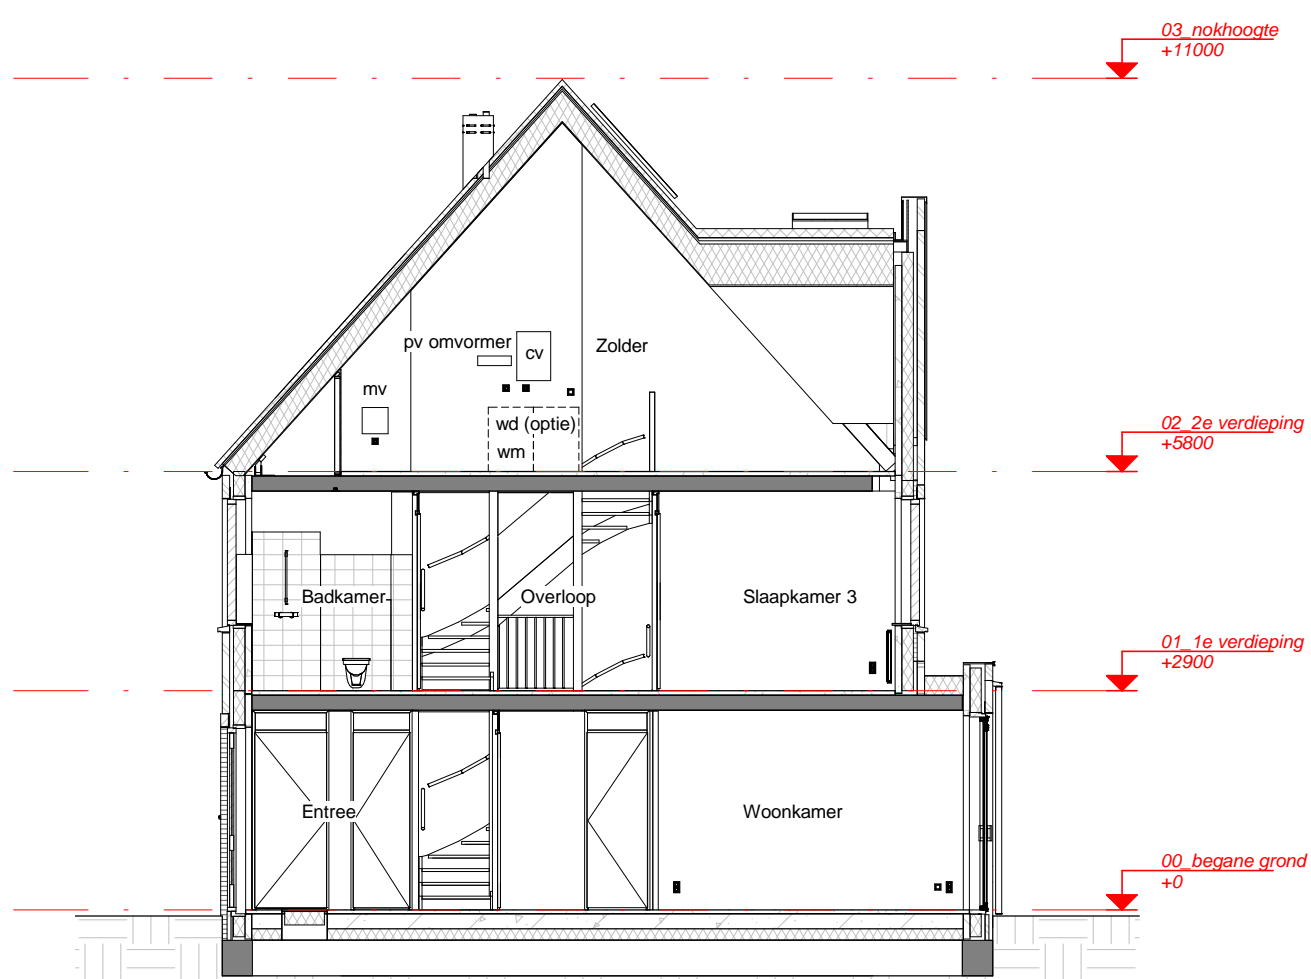 03_nokhoogte
+11000
pv omvormer
cv
Zolder
mv
wd (optie)
wm
02_2e verdieping
+5800
Badkamer
Overloop
Slaapkamer 3
01_1e verdieping
+2900
Entree
Woonkamer
00_begane grond
+0